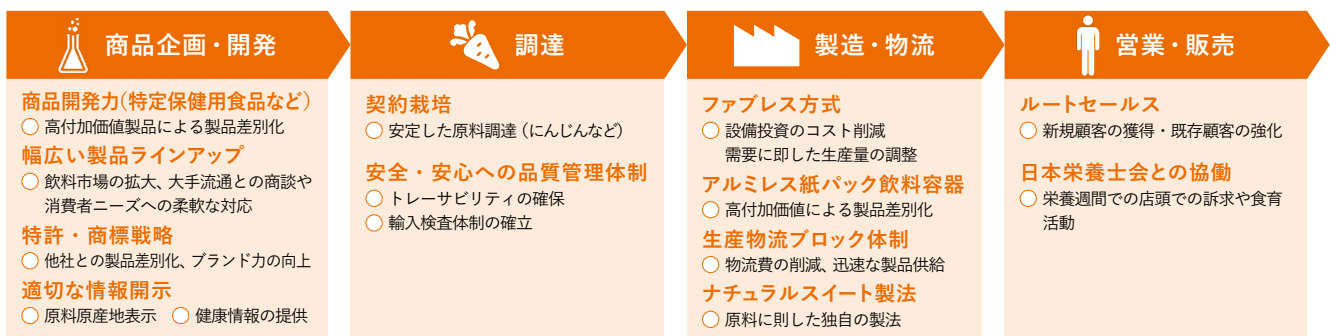 商品企画・開発
商品開発力(特定保健用食品など)
○ 高付加価値製品による製品差別化
幅広い製品ラインアップ
○ 飲料市場の拡大、大手流通との商談や
消費者ニーズへの柔軟な対応
特許・商標戦略
○ 他社との製品差別化、ブランド力の向上
適切な情報開示
○ 原料原産地表示 ○ 健康情報の提供
調達
契約栽培
○ 安定した原料調達（にんじんなど）
安全・安心への品質管理体制
○ トレーサビリティの確保
○ 輸入検査体制の確立
製造・物流
ファブレス方式
○ 設備投資のコスト削減
需要に即した生産量の調整
アルミレス紙パック飲料容器
○ 高付加価値による製品差別化
生産物流ブロック体制
○ 物流費の削減、迅速な製品供給
ナチュラルスイート製法
○ 原料に則した独自の製法
営業・販売
ルートセールス
○ 新規顧客の獲得・既存顧客の強化
日本栄養士会との協働
○ 栄養週間での店頭での訴求や食育
活動